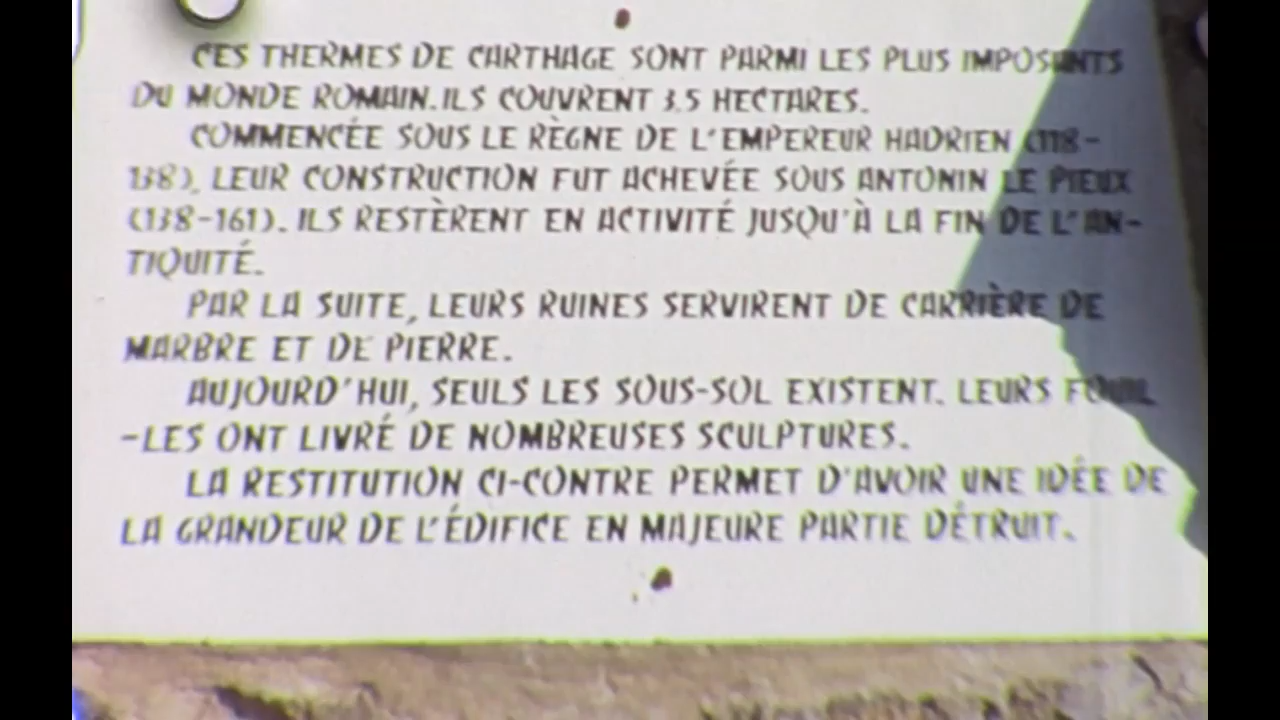 CES THERMES DE CARTHAGE SONT PARMI LES PLUS IMPOSANTS
DU MONDE ROMAIN. ILS COUVRENT 3.5 HECTARES.
COMMENCÉE SOUS LE RÈGNE DE L'EMPEREUR HADRIEN (118-
138), LEUR CONSTRUCTION FUT ACHEVÉE SOUS ANTONIN LE PIEUX
(138-161). ILS RESTÈRENT EN ACTIVITÉ JUSQU'À LA FIN DE L'AN-
TIQUITÉ.
PAR LA SUITE, LEURS RUINES SERVIRENT DE CARRIÈRE DE
MARBRE ET DE PIERRE.
AUJOURD'HUI, SEULS LES SOUS-SOL EXISTENT. LEURS FOUIL
-LES ONT LIVRÉ DE NOMBREUSES SCULPTURES.
LA RESTITUTION CI-CONTRE PERMET D'AVOIR UNE IDÉE DE
LA GRANDEUR DE L'ÉDIFICE EN MAJEURE PARTIE DÉTRUIT.